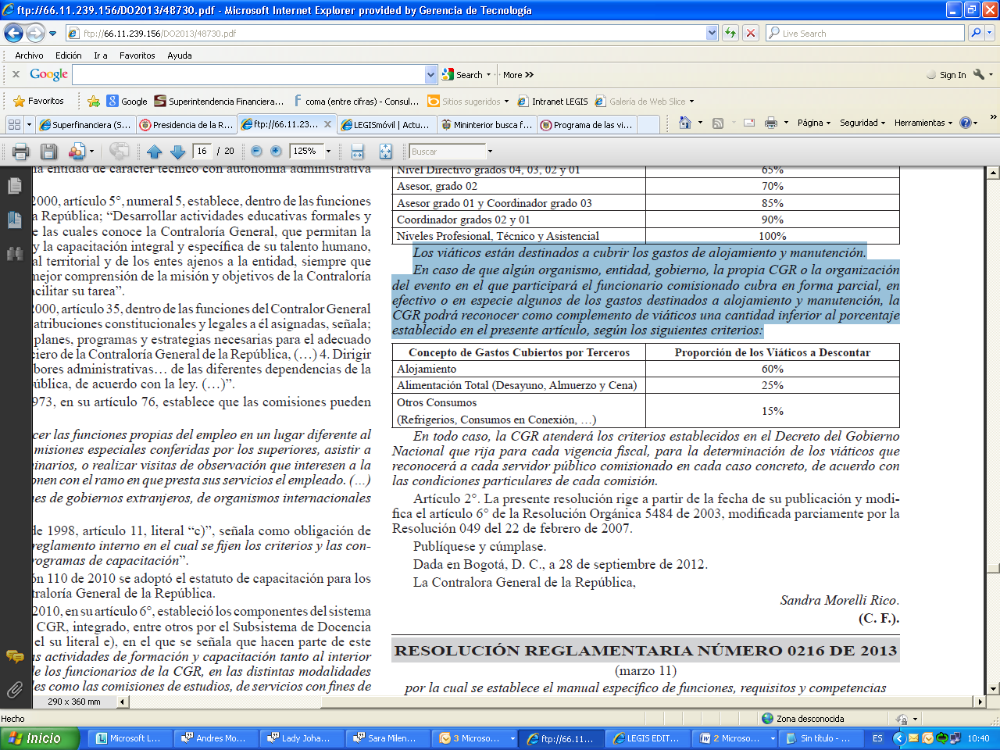 ftp://66.11.239.156/DO2013/48730.pdf - Microsoft Internet Explorer provided by Gerencia de Tecnología
ftp://66.11.239.156/DO2013/48730.pdf
Live Search
Archivo Edición Ir a Favoritos Ayuda
Google Search More Sign In
Favoritos Google Superintendencia Financiera... coma (entre cifras) - Consul... Sitios sugeridos Intranet LEGIS Galería de Web Slice
Superfinanciera (S... Presidencia de la R... ftp://66.11.23... LEGISmóvil | Actu... Mininterior busca f... Programa de las vi... Página Seguridad Herramientas
16 / 20 125% Buscar
na entidad de carácter técnico con autonomía administrativa
2000, artículo 5°, numeral 5, establece, dentro de las funciones
a República; “Desarrollar actividades educativas formales y
e las cuales conoce la Contraloría General, que permitan la
y la capacitación integral y específica de su talento humano,
al territorial y de los entes ajenos a la entidad, siempre que
mejor comprensión de la misión y objetivos de la Contraloría
acilitar su tarea”.
2000, artículo 35, dentro de las funciones del Contralor General
atribuciones constitucionales y legales a él asignadas, señala;
planes, programas y estrategias necesarias para el adecuado
ciero de la Contraloría General de la República, (…) 4. Dirigir
bores administrativas… de las diferentes dependencias de la
pública, de acuerdo con la ley. (…)”.
973, en su artículo 76, establece que las comisiones pueden
cer las funciones propias del empleo en un lugar diferente al
misiones especiales conferidas por los superiores, asistir a
ninarios, o realizar visitas de observación que interesen a la
onen con el ramo en que presta sus servicios el empleado. (…)
nes de gobiernos extranjeros, de organismos internacionales
de 1998, artículo 11, literal “c)”, señala como obligación de
reglamento interno en el cual se fijen los criterios y las con-
rogramas de capacitación”.
ón 110 de 2010 se adoptó el estatuto de capacitación para los
traloría General de la República.
2010, en su artículo 6°, estableció los componentes del sistema
CGR, integrado, entre otros por el Subsistema de Docencia
el su literal e), en el que se señala que hacen parte de este
as actividades de formación y capacitación tanto al interior
de los funcionarios de la CGR, en las distintas modalidades
les como las comisiones de estudios, de servicios con fines de
Nivel Directivo grados 04, 03, 02 y 01 65%
Asesor, grado 02 70%
Asesor grado 01 y Coordinador grado 03 85%
Coordinador grados 02 y 01 90%
Niveles Profesional, Técnico y Asistencial 100%
Los viáticos están destinados a cubrir los gastos de alojamiento y manutención.
En caso de que algún organismo, entidad, gobierno, la propia CGR o la organización
del evento en el que participará el funcionario comisionado cubra en forma parcial, en
efectivo o en especie algunos de los gastos destinados a alojamiento y manutención, la
CGR podrá reconocer como complemento de viáticos una cantidad inferior al porcentaje
establecido en el presente artículo, según los siguientes criterios:
Concepto de Gastos Cubiertos por Terceros Proporción de los Viáticos a Descontar
Alojamiento 60%
Alimentación Total (Desayuno, Almuerzo y Cena) 25%
Otros Consumos
(Refrigerios, Consumos en Conexión, …) 15%
En todo caso, la CGR atenderá los criterios establecidos en el Decreto del Gobierno
Nacional que rija para cada vigencia fiscal, para la determinación de los viáticos que
reconocerá a cada servidor público comisionado en cada caso concreto, de acuerdo con
las condiciones particulares de cada comisión.
Artículo 2°. La presente resolución rige a partir de la fecha de su publicación y modi-
fica el artículo 6° de la Resolución Orgánica 5484 de 2003, modificada parciamente por la
Resolución 049 del 22 de febrero de 2007.
Publíquese y cúmplase.
Dada en Bogotá, D. C., a 28 de septiembre de 2012.
La Contralora General de la República,
Sandra Morelli Rico.
(C. F.).
RESOLUCIÓN REGLAMENTARIA NÚMERO 0216 DE 2013
(marzo 11)
por la cual se establece el manual específico de funciones, requisitos y competencias
290 x 360 mm
Hecho Zona desconocida
Inicio Microsoft L... Andres Mo... Lady Joha... Sara Milen... 3 Microso... ftp://66.11... LEGIS EDIT... 2 Microso... Sin título - ... ES 10:40